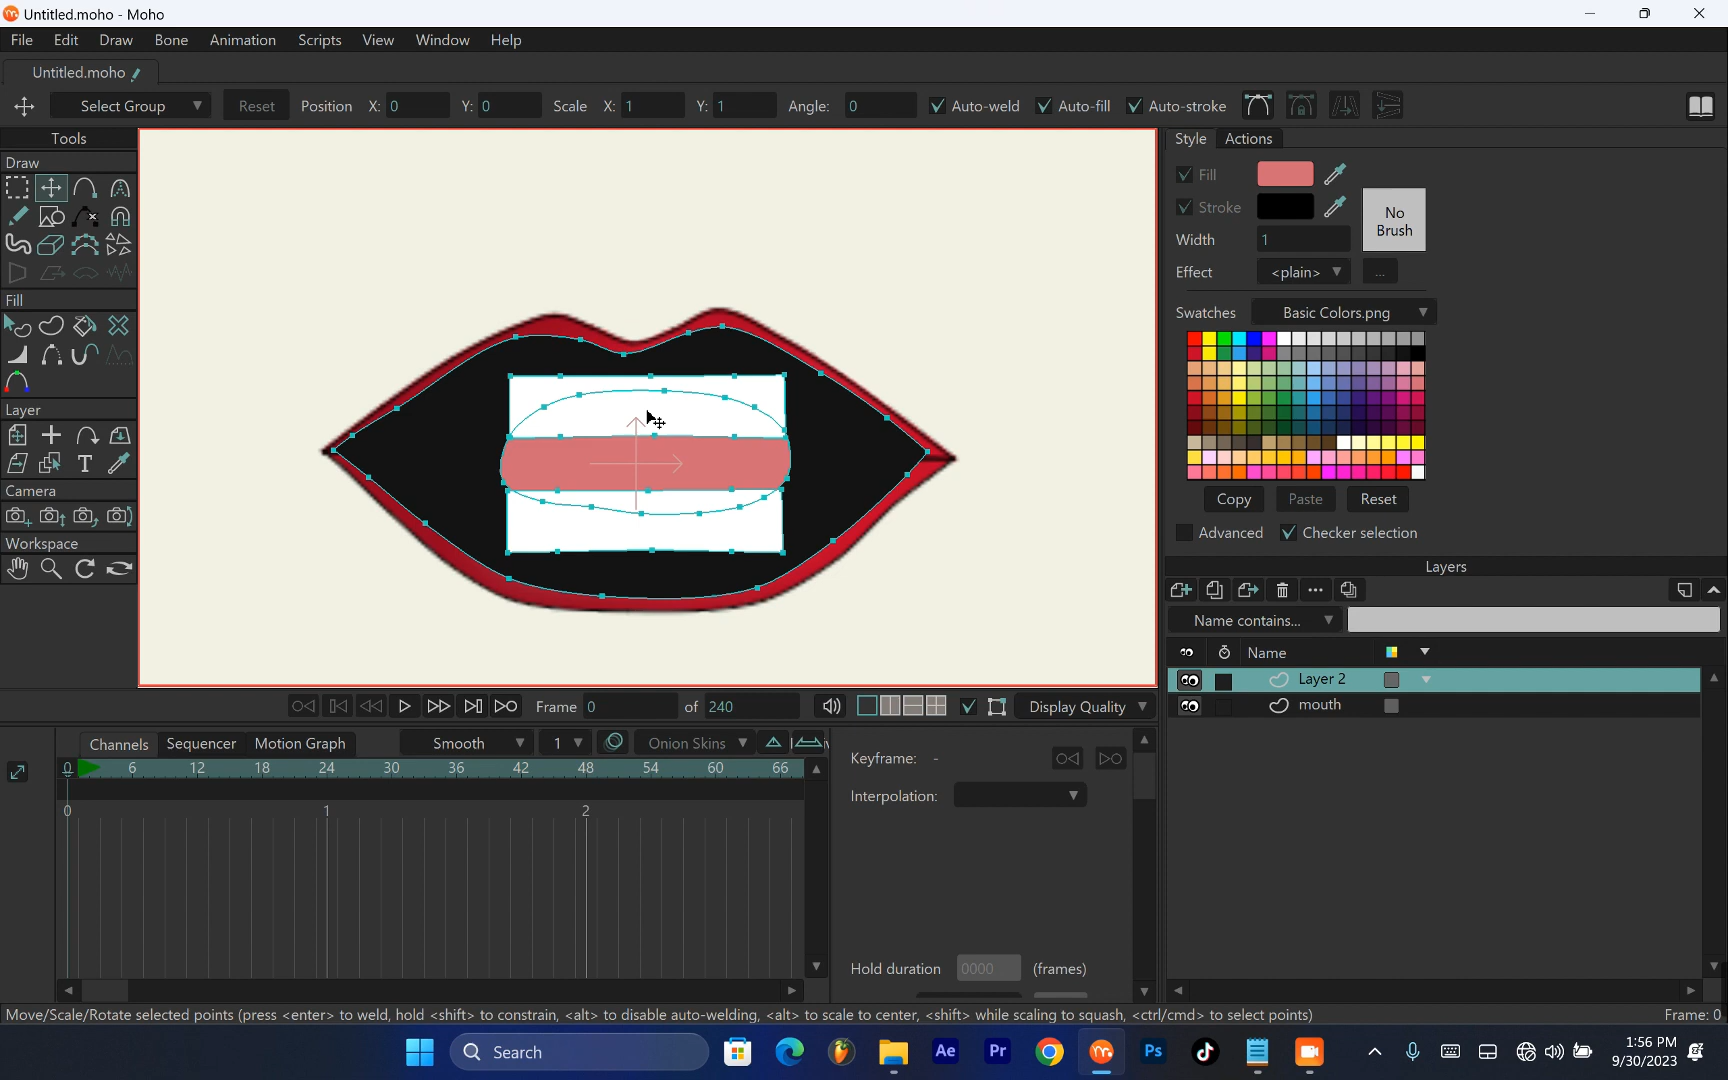 Untitled.moho - Moho
File Edit Draw Bone Animation Scripts View Window Help
Untitled.moho
Select Group Reset Position X: 0 Y: 0 Scale X: 1 Y: 1 Angle: 0 Auto-weld Auto-fill Auto-stroke
Tools
Draw
Fill
Layer
T
Camera
Workspace
Style Actions
Fill
Stroke
No
Brush
Width 1
Effect <plain> ...
Swatches Basic Colors.png
Copy Paste Reset
Advanced Checker selection
Layers
Name contains...
Name
Layer 2
mouth
Frame 0 of 240 Display Quality
Channels Sequencer Motion Graph Smooth 1 Onion Skins
0 6 12 18 24 30 36 42 48 54 60 66
0 1 2
Keyframe: -
Interpolation:
Hold duration 0000 (frames)
Move/Scale/Rotate selected points (press <enter> to weld, hold <shift> to constrain, <alt> to disable auto-welding, <alt> to scale to center, <shift> while scaling to squash, <ctrl/cmd> to select points) Frame: 0
Search Ae Pr Ps
1:56 PM
9/30/2023